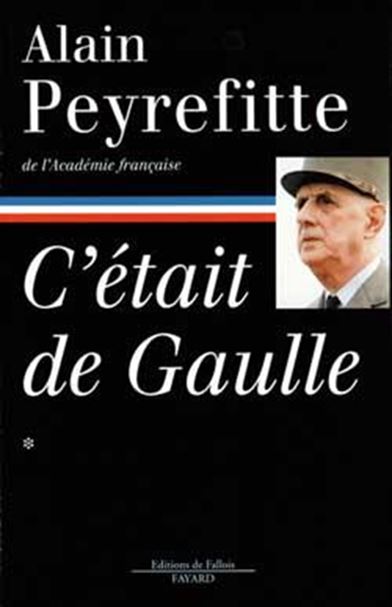 Alain
Peyrefitte
de l'Académie française
C'était
de Gaulle
*
Editions de Fallois
FAYARD